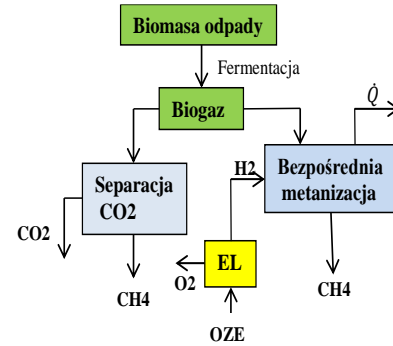 Biomasa odpady
Fermentacja
Biogaz
Q̇
H2
Bezpośrednia
metanizacja
Separacja
CO2
CO2
O2
EL
CH4
CH4
OZE